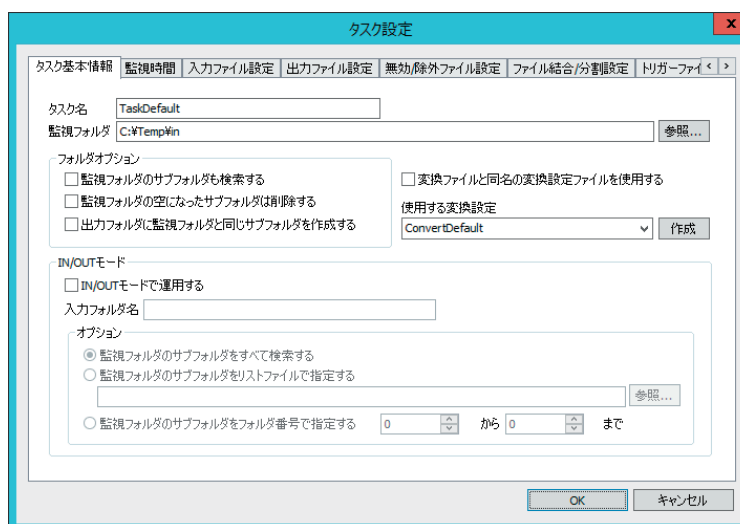 タスク設定
x
タスク基本情報 監視時間 入力ファイル設定 出力ファイル設定 無効/除外ファイル設定 ファイル結合/分割設定 トリガーファイ
タスク名 TaskDefault
監視フォルダ C:¥Temp¥in 参照...
フォルダオプション
監視フォルダのサブフォルダも検索する
監視フォルダの空になったサブフォルダは削除する
出力フォルダに監視フォルダと同じサブフォルダを作成する
変換ファイルと同名の変換設定ファイルを使用する
使用する変換設定
ConvertDefault 作成
IN/OUTモード
IN/OUTモードで運用する
入力フォルダ名
オプション
監視フォルダのサブフォルダをすべて検索する
監視フォルダのサブフォルダをリストファイルで指定する
参照...
監視フォルダのサブフォルダをフォルダ番号で指定する 0 から 0 まで
OK キャンセル